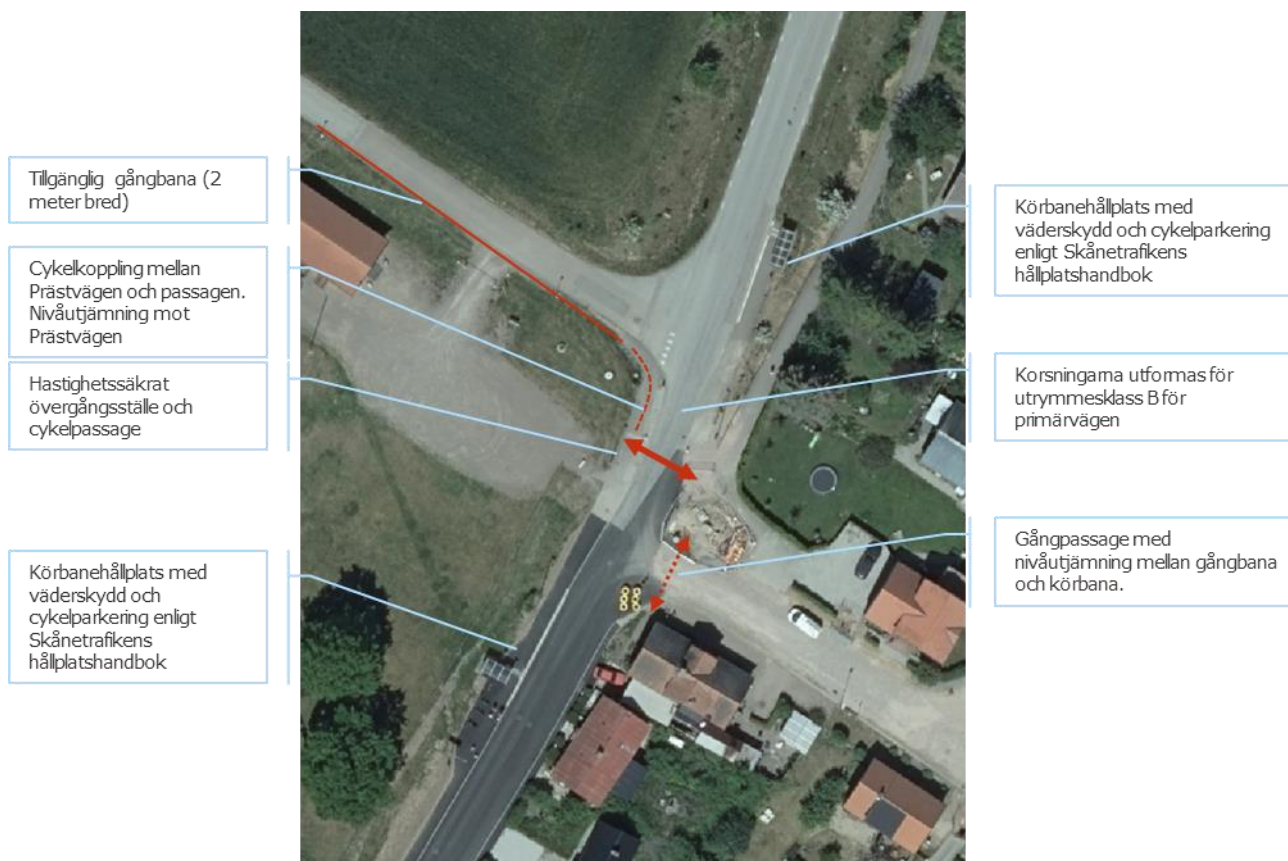 Tillgänglig gångbana (2
meter bred)
Cykelkoppling mellan
Prästvägen och passagen.
Nivåutjämning mot
Prästvägen
Hastighetssäkrat
övergångsställe och
cykelpassage
Körbanehållplats med
väderskydd och
cykelparkering enligt
Skånetrafikens
hållplatshandbok
Körbanehållplats med
väderskydd och cykelparkering
enligt Skånetrafikens
hållplatshandbok
Korsningarna utformas för
utrymmesklass B för
primärvägen
Gångpassage med
nivåutjämning mellan gångbana
och körbana.